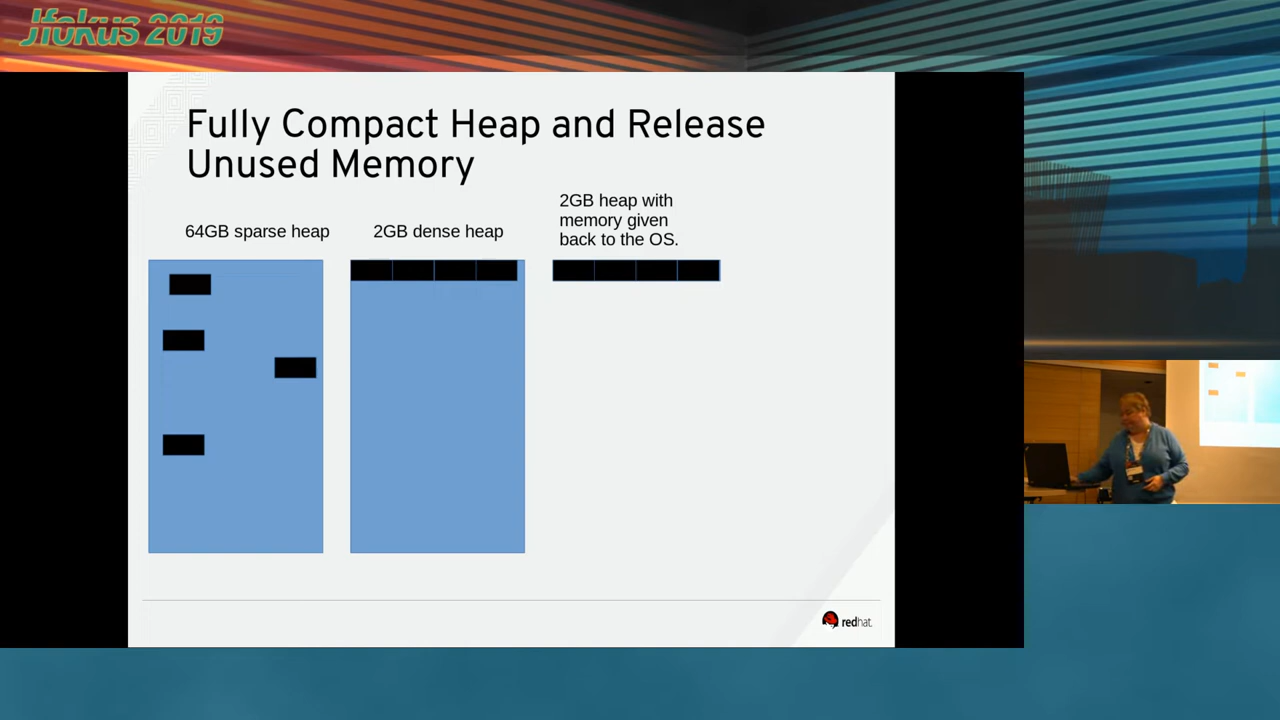 Jfokus 2019
Fully Compact Heap and Release
Unused Memory
64GB sparse heap
2GB dense heap
2GB heap with
memory given
back to the OS.
redhat.